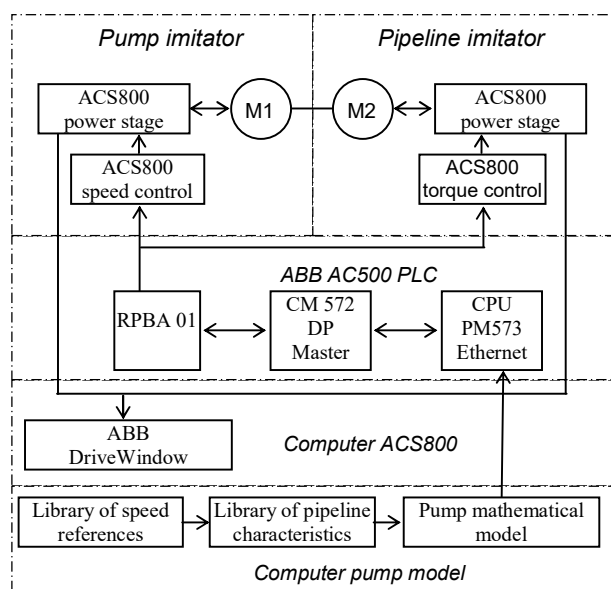 Pump imitator
Pipeline imitator
ACS800
power stage
M1
M2
ACS800
power stage
ACS800
speed control
ACS800
torque control
ABB AC500 PLC
RPBA 01
CM 572
DP
Master
CPU
PM573
Ethernet
ABB
DriveWindow
Computer ACS800
Library of speed
references
Library of pipeline
characteristics
Pump mathematical
model
Computer pump model